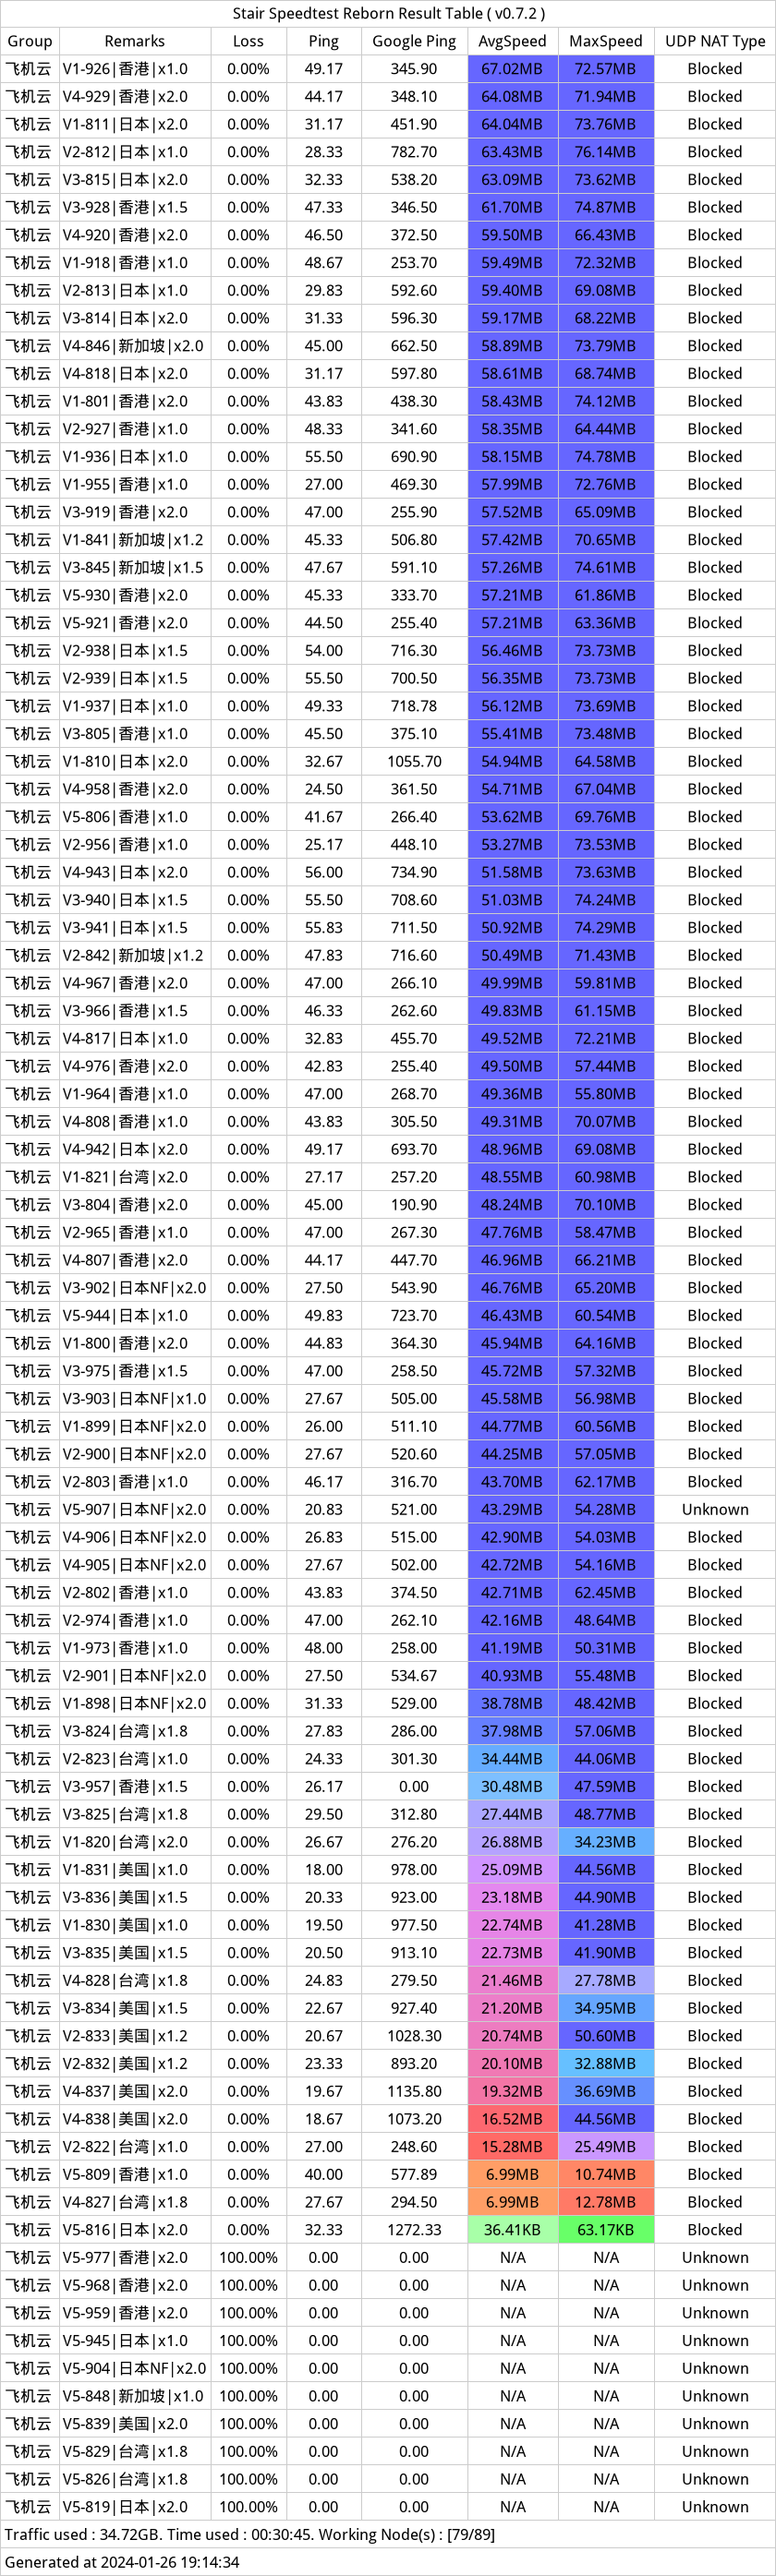 Stair Speedtest Reborn Result Table ( v0.7.2 )
Group Remarks Loss Ping Google Ping AvgSpeed MaxSpeed UDP NAT Type
飞机云 V1-926|香港|x1.0 0.00% 49.17 345.90 67.02MB 72.57MB Blocked
飞机云 V4-929|香港|x2.0 0.00% 44.17 348.10 64.08MB 71.94MB Blocked
飞机云 V1-811|日本|x2.0 0.00% 31.17 451.90 64.04MB 73.76MB Blocked
飞机云 V2-812|日本|x1.0 0.00% 28.33 782.70 63.43MB 76.14MB Blocked
飞机云 V3-815|日本|x2.0 0.00% 32.33 538.20 63.09MB 73.62MB Blocked
飞机云 V3-928|香港|x1.5 0.00% 47.33 346.50 61.70MB 74.87MB Blocked
飞机云 V4-920|香港|x2.0 0.00% 46.50 372.50 59.50MB 66.43MB Blocked
飞机云 V1-918|香港|x1.0 0.00% 48.67 253.70 59.49MB 72.32MB Blocked
飞机云 V2-813|日本|x1.0 0.00% 29.83 592.60 59.40MB 69.08MB Blocked
飞机云 V3-814|日本|x2.0 0.00% 31.33 596.30 59.17MB 68.22MB Blocked
飞机云 V4-846|新加坡|x2.0 0.00% 45.00 662.50 58.89MB 73.79MB Blocked
飞机云 V4-818|日本|x2.0 0.00% 31.17 597.80 58.61MB 68.74MB Blocked
飞机云 V1-801|香港|x2.0 0.00% 43.83 438.30 58.43MB 74.12MB Blocked
飞机云 V2-927|香港|x1.0 0.00% 48.33 341.60 58.35MB 64.44MB Blocked
飞机云 V1-936|日本|x1.0 0.00% 55.50 690.90 58.15MB 74.78MB Blocked
飞机云 V1-955|香港|x1.0 0.00% 27.00 469.30 57.99MB 72.76MB Blocked
飞机云 V3-919|香港|x2.0 0.00% 47.00 255.90 57.52MB 65.09MB Blocked
飞机云 V1-841|新加坡|x1.2 0.00% 45.33 506.80 57.42MB 70.65MB Blocked
飞机云 V3-845|新加坡|x1.5 0.00% 47.67 591.10 57.26MB 74.61MB Blocked
飞机云 V5-930|香港|x2.0 0.00% 45.33 333.70 57.21MB 61.86MB Blocked
飞机云 V5-921|香港|x2.0 0.00% 44.50 255.40 57.21MB 63.36MB Blocked
飞机云 V2-938|日本|x1.5 0.00% 54.00 716.30 56.46MB 73.73MB Blocked
飞机云 V2-939|日本|x1.5 0.00% 55.50 700.50 56.35MB 73.73MB Blocked
飞机云 V1-937|日本|x1.0 0.00% 49.33 718.78 56.12MB 73.69MB Blocked
飞机云 V3-805|香港|x1.0 0.00% 45.50 375.10 55.41MB 73.48MB Blocked
飞机云 V1-810|日本|x2.0 0.00% 32.67 1055.70 54.94MB 64.58MB Blocked
飞机云 V4-958|香港|x2.0 0.00% 24.50 361.50 54.71MB 67.04MB Blocked
飞机云 V5-806|香港|x1.0 0.00% 41.67 266.40 53.62MB 69.76MB Blocked
飞机云 V2-956|香港|x1.0 0.00% 25.17 448.10 53.27MB 73.53MB Blocked
飞机云 V4-943|日本|x2.0 0.00% 56.00 734.90 51.58MB 73.63MB Blocked
飞机云 V3-940|日本|x1.5 0.00% 55.50 708.60 51.03MB 74.24MB Blocked
飞机云 V3-941|日本|x1.5 0.00% 55.83 711.50 50.92MB 74.29MB Blocked
飞机云 V2-842|新加坡|x1.2 0.00% 47.83 716.60 50.49MB 71.43MB Blocked
飞机云 V4-967|香港|x2.0 0.00% 47.00 266.10 49.99MB 59.81MB Blocked
飞机云 V3-966|香港|x1.5 0.00% 46.33 262.60 49.83MB 61.15MB Blocked
飞机云 V4-817|日本|x1.0 0.00% 32.83 455.70 49.52MB 72.21MB Blocked
飞机云 V4-976|香港|x2.0 0.00% 42.83 255.40 49.50MB 57.44MB Blocked
飞机云 V1-964|香港|x1.0 0.00% 47.00 268.70 49.36MB 55.80MB Blocked
飞机云 V4-808|香港|x1.0 0.00% 43.83 305.50 49.31MB 70.07MB Blocked
飞机云 V4-942|日本|x2.0 0.00% 49.17 693.70 48.96MB 69.08MB Blocked
飞机云 V1-821|台湾|x2.0 0.00% 27.17 257.20 48.55MB 60.98MB Blocked
飞机云 V3-804|香港|x2.0 0.00% 45.00 190.90 48.24MB 70.10MB Blocked
飞机云 V2-965|香港|x1.0 0.00% 47.00 267.30 47.76MB 58.47MB Blocked
飞机云 V4-807|香港|x2.0 0.00% 44.17 447.70 46.96MB 66.21MB Blocked
飞机云 V3-902|日本NF|x2.0 0.00% 27.50 543.90 46.76MB 65.20MB Blocked
飞机云 V5-944|日本|x1.0 0.00% 49.83 723.70 46.43MB 60.54MB Blocked
飞机云 V1-800|香港|x2.0 0.00% 44.83 364.30 45.94MB 64.16MB Blocked
飞机云 V3-975|香港|x1.5 0.00% 47.00 258.50 45.72MB 57.32MB Blocked
飞机云 V3-903|日本NF|x1.0 0.00% 27.67 505.00 45.58MB 56.98MB Blocked
飞机云 V1-899|日本NF|x2.0 0.00% 26.00 511.10 44.77MB 60.56MB Blocked
飞机云 V2-900|日本NF|x2.0 0.00% 27.67 520.60 44.25MB 57.05MB Blocked
飞机云 V2-803|香港|x1.0 0.00% 46.17 316.70 43.70MB 62.17MB Blocked
飞机云 V5-907|日本NF|x2.0 0.00% 20.83 521.00 43.29MB 54.28MB Unknown
飞机云 V4-906|日本NF|x2.0 0.00% 26.83 515.00 42.90MB 54.03MB Blocked
飞机云 V4-905|日本NF|x2.0 0.00% 27.67 502.00 42.72MB 54.16MB Blocked
飞机云 V2-802|香港|x1.0 0.00% 43.83 374.50 42.71MB 62.45MB Blocked
飞机云 V2-974|香港|x1.0 0.00% 47.00 262.10 42.16MB 48.64MB Blocked
飞机云 V1-973|香港|x1.0 0.00% 48.00 258.00 41.19MB 50.31MB Blocked
飞机云 V2-901|日本NF|x2.0 0.00% 27.50 534.67 40.93MB 55.48MB Blocked
飞机云 V1-898|日本NF|x2.0 0.00% 31.33 529.00 38.78MB 48.42MB Blocked
飞机云 V3-824|台湾|x1.8 0.00% 27.83 286.00 37.98MB 57.06MB Blocked
飞机云 V2-823|台湾|x1.0 0.00% 24.33 301.30 34.44MB 44.06MB Blocked
飞机云 V3-957|香港|x1.5 0.00% 26.17 0.00 30.48MB 47.59MB Blocked
飞机云 V3-825|台湾|x1.8 0.00% 29.50 312.80 27.44MB 48.77MB Blocked
飞机云 V1-820|台湾|x2.0 0.00% 26.67 276.20 26.88MB 34.23MB Blocked
飞机云 V1-831|美国|x1.0 0.00% 18.00 978.00 25.09MB 44.56MB Blocked
飞机云 V3-836|美国|x1.5 0.00% 20.33 923.00 23.18MB 44.90MB Blocked
飞机云 V1-830|美国|x1.0 0.00% 19.50 977.50 22.74MB 41.28MB Blocked
飞机云 V3-835|美国|x1.5 0.00% 20.50 913.10 22.73MB 41.90MB Blocked
飞机云 V4-828|台湾|x1.8 0.00% 24.83 279.50 21.46MB 27.78MB Blocked
飞机云 V3-834|美国|x1.5 0.00% 22.67 927.40 21.20MB 34.95MB Blocked
飞机云 V2-833|美国|x1.2 0.00% 20.67 1028.30 20.74MB 50.60MB Blocked
飞机云 V2-832|美国|x1.2 0.00% 23.33 893.20 20.10MB 32.88MB Blocked
飞机云 V4-837|美国|x2.0 0.00% 19.67 1135.80 19.32MB 36.69MB Blocked
飞机云 V4-838|美国|x2.0 0.00% 18.67 1073.20 16.52MB 44.56MB Blocked
飞机云 V2-822|台湾|x1.0 0.00% 27.00 248.60 15.28MB 25.49MB Blocked
飞机云 V5-809|香港|x1.0 0.00% 40.00 577.89 6.99MB 10.74MB Blocked
飞机云 V4-827|台湾|x1.8 0.00% 27.67 294.50 6.99MB 12.78MB Blocked
飞机云 V5-816|日本|x2.0 0.00% 32.33 1272.33 36.41KB 63.17KB Blocked
飞机云 V5-977|香港|x2.0 100.00% 0.00 0.00 N/A N/A Unknown
飞机云 V5-968|香港|x2.0 100.00% 0.00 0.00 N/A N/A Unknown
飞机云 V5-959|香港|x2.0 100.00% 0.00 0.00 N/A N/A Unknown
飞机云 V5-945|日本|x1.0 100.00% 0.00 0.00 N/A N/A Unknown
飞机云 V5-904|日本NF|x2.0 100.00% 0.00 0.00 N/A N/A Unknown
飞机云 V5-848|新加坡|x1.0 100.00% 0.00 0.00 N/A N/A Unknown
飞机云 V5-839|美国|x2.0 100.00% 0.00 0.00 N/A N/A Unknown
飞机云 V5-829|台湾|x1.8 100.00% 0.00 0.00 N/A N/A Unknown
飞机云 V5-826|台湾|x1.8 100.00% 0.00 0.00 N/A N/A Unknown
飞机云 V5-819|日本|x2.0 100.00% 0.00 0.00 N/A N/A Unknown
Traffic used : 34.72GB. Time used : 00:30:45. Working Node(s) : [79/89]
Generated at 2024-01-26 19:14:34